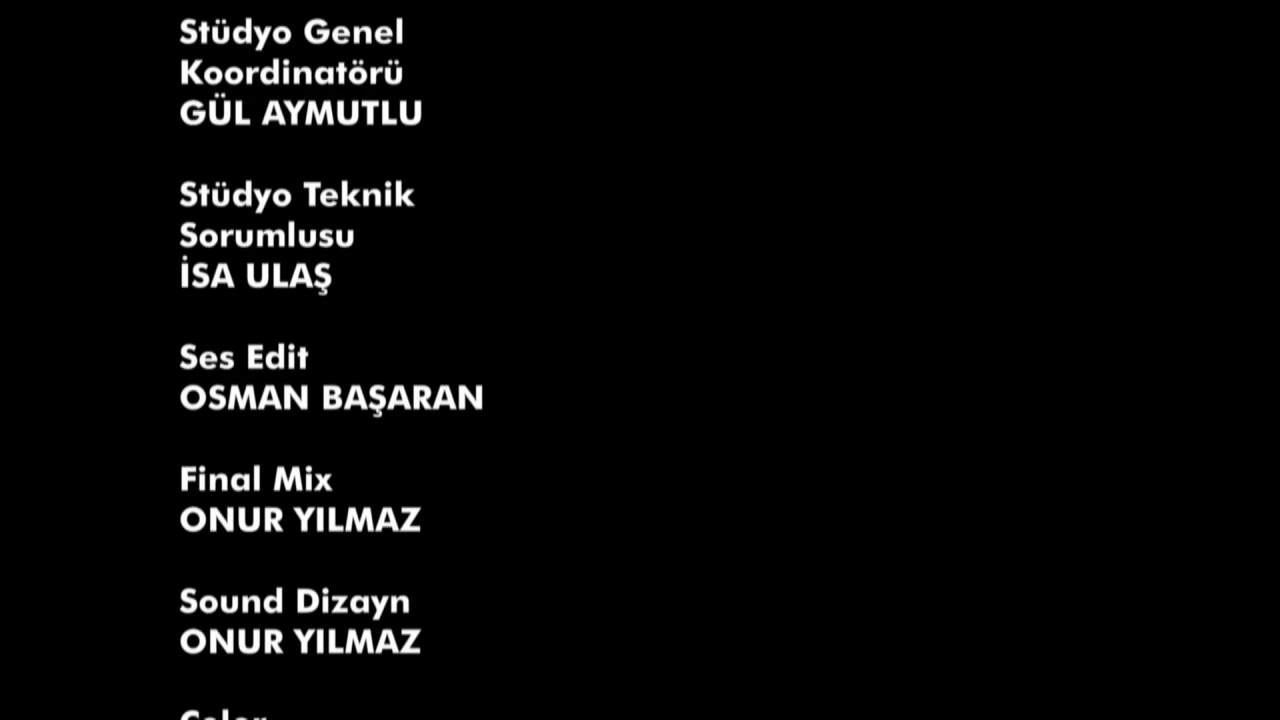 Stüdyo Genel
Koordinatörü
GÜL AYMUTLU
Stüdyo Teknik
Sorumlusu
İSA ULAŞ
Ses Edit
OSMAN BAŞARAN
Final Mix
ONUR YILMAZ
Sound Dizayn
ONUR YILMAZ
Color